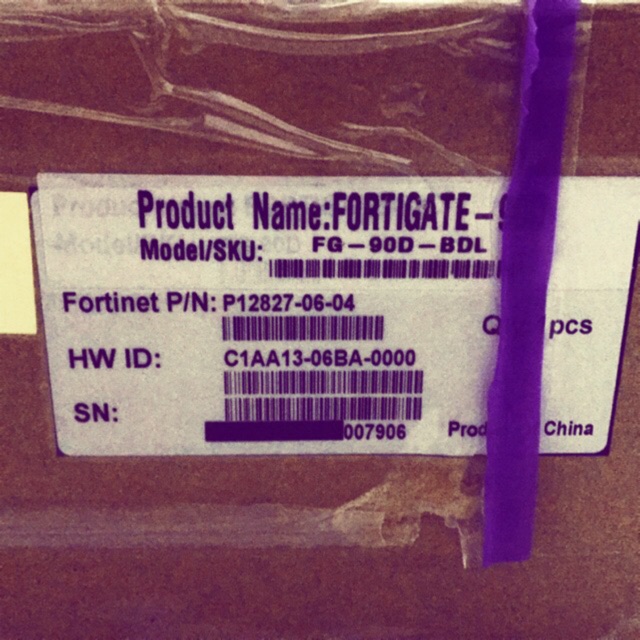 Product Name:FORTIGATE-9
Model/SKU: FG-90D-BDL
Fortinet P/N: P12827-06-04
pcs
HW ID: C1AA13-06BA-0000
SN:
007906
China